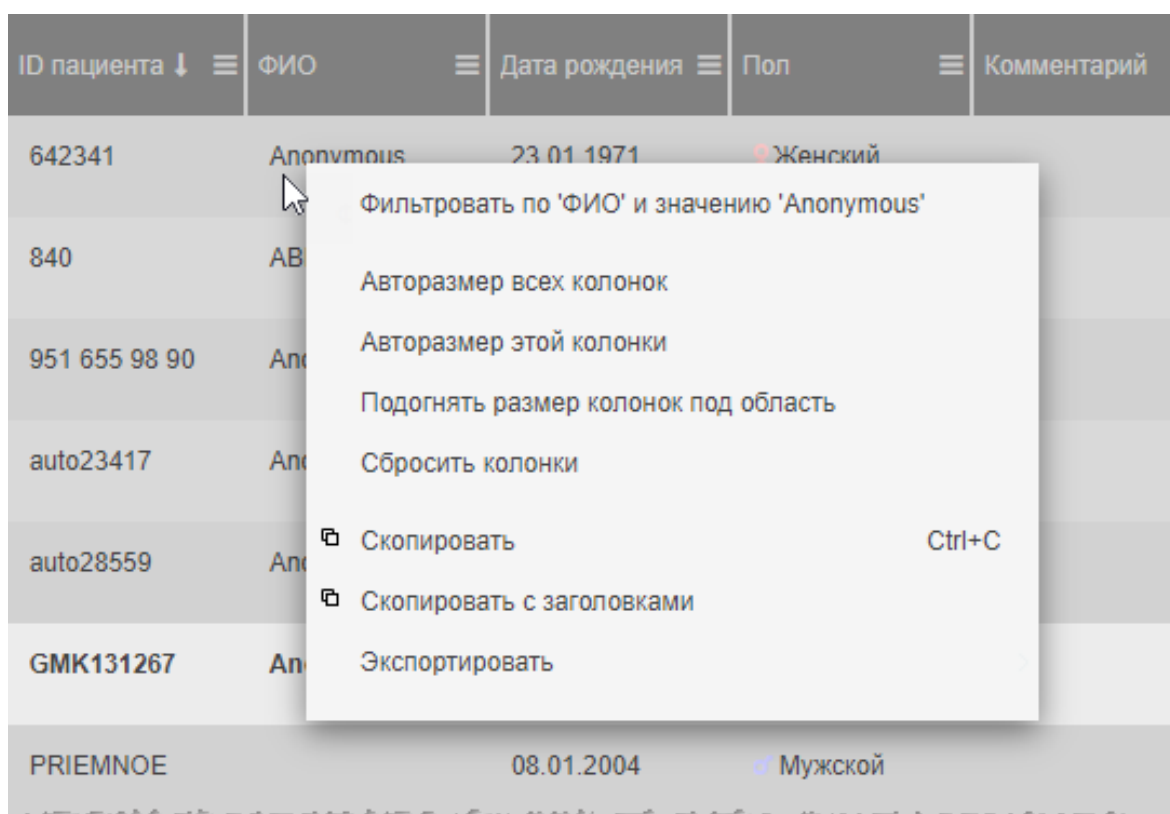 ID пациента ФИО Дата рождения Пол Комментарий
642341 Anonymous 23.01.1971 Женский
Фильтровать по 'ФИО' и значению 'Anonymous'
840 AB
Авторазмер всех колонок
Авторазмер этой колонки
951 655 98 90
Подогнять размер колонок под область
auto23417
Сбросить колонки
Скопировать Ctrl+C
auto28559
Скопировать с заголовками
GMK131267
Экспортировать
PRIEMNOE 08.01.2004 Мужской